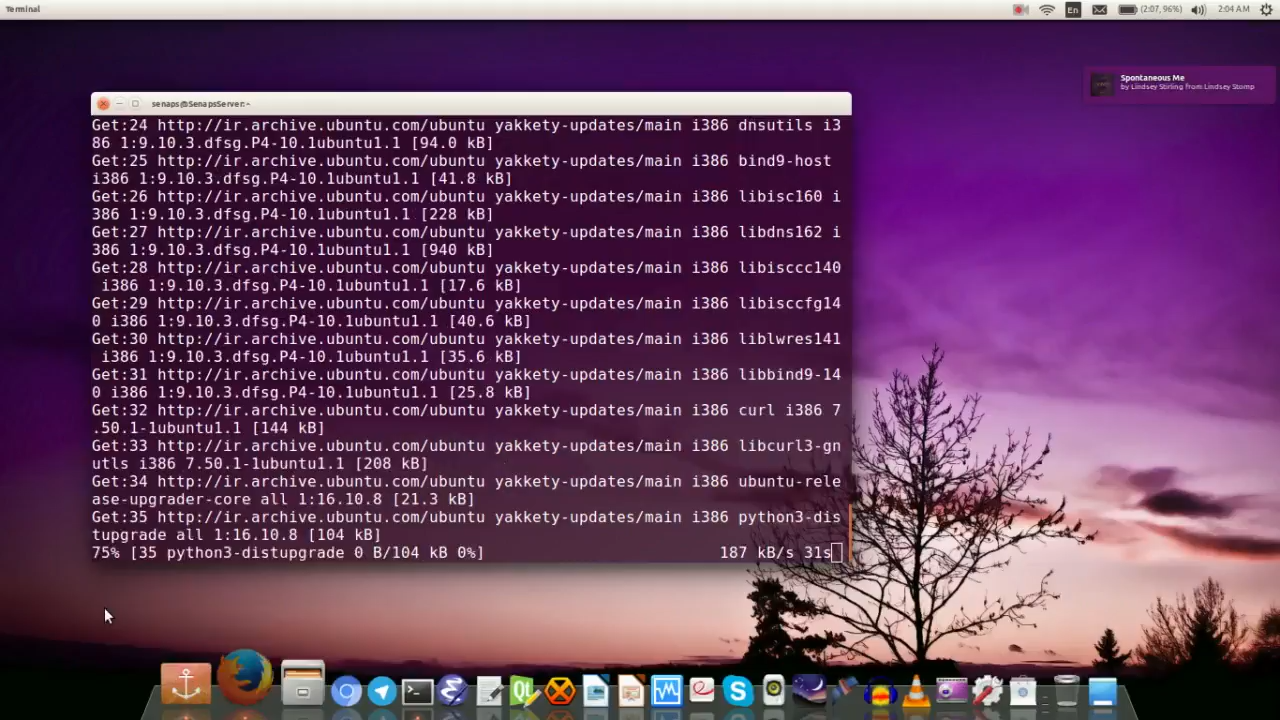 Terminal
En
(2:07, 96%)
2:04 AM
Spontaneous Me
by Lindsey Stirling from Lindsey Stomp
senaps@SenapsServer: ~
Get:24 http://ir.archive.ubuntu.com/ubuntu yakkety-updates/main i386 dnsutils i3
86 1:9.10.3.dfsg.P4-10.1ubuntu1.1 [94.0 kB]
Get:25 http://ir.archive.ubuntu.com/ubuntu yakkety-updates/main i386 bind9-host
i386 1:9.10.3.dfsg.P4-10.1ubuntu1.1 [41.8 kB]
Get:26 http://ir.archive.ubuntu.com/ubuntu yakkety-updates/main i386 libisc160 i
386 1:9.10.3.dfsg.P4-10.1ubuntu1.1 [228 kB]
Get:27 http://ir.archive.ubuntu.com/ubuntu yakkety-updates/main i386 libdns162 i
386 1:9.10.3.dfsg.P4-10.1ubuntu1.1 [940 kB]
Get:28 http://ir.archive.ubuntu.com/ubuntu yakkety-updates/main i386 libisccc140
i386 1:9.10.3.dfsg.P4-10.1ubuntu1.1 [17.6 kB]
Get:29 http://ir.archive.ubuntu.com/ubuntu yakkety-updates/main i386 libisccfg14
0 i386 1:9.10.3.dfsg.P4-10.1ubuntu1.1 [40.6 kB]
Get:30 http://ir.archive.ubuntu.com/ubuntu yakkety-updates/main i386 liblwres141
i386 1:9.10.3.dfsg.P4-10.1ubuntu1.1 [35.6 kB]
Get:31 http://ir.archive.ubuntu.com/ubuntu yakkety-updates/main i386 libbind9-14
0 i386 1:9.10.3.dfsg.P4-10.1ubuntu1.1 [25.8 kB]
Get:32 http://ir.archive.ubuntu.com/ubuntu yakkety-updates/main i386 curl i386 7
.50.1-1ubuntu1.1 [144 kB]
Get:33 http://ir.archive.ubuntu.com/ubuntu yakkety-updates/main i386 libcurl3-gn
utls i386 7.50.1-1ubuntu1.1 [208 kB]
Get:34 http://ir.archive.ubuntu.com/ubuntu yakkety-updates/main i386 ubuntu-rele
ase-upgrader-core all 1:16.10.8 [21.3 kB]
Get:35 http://ir.archive.ubuntu.com/ubuntu yakkety-updates/main i386 python3-dis
tupgrade all 1:16.10.8 [104 kB]
75% [35 python3-distupgrade 0 B/104 kB 0%] 187 kB/s 31s